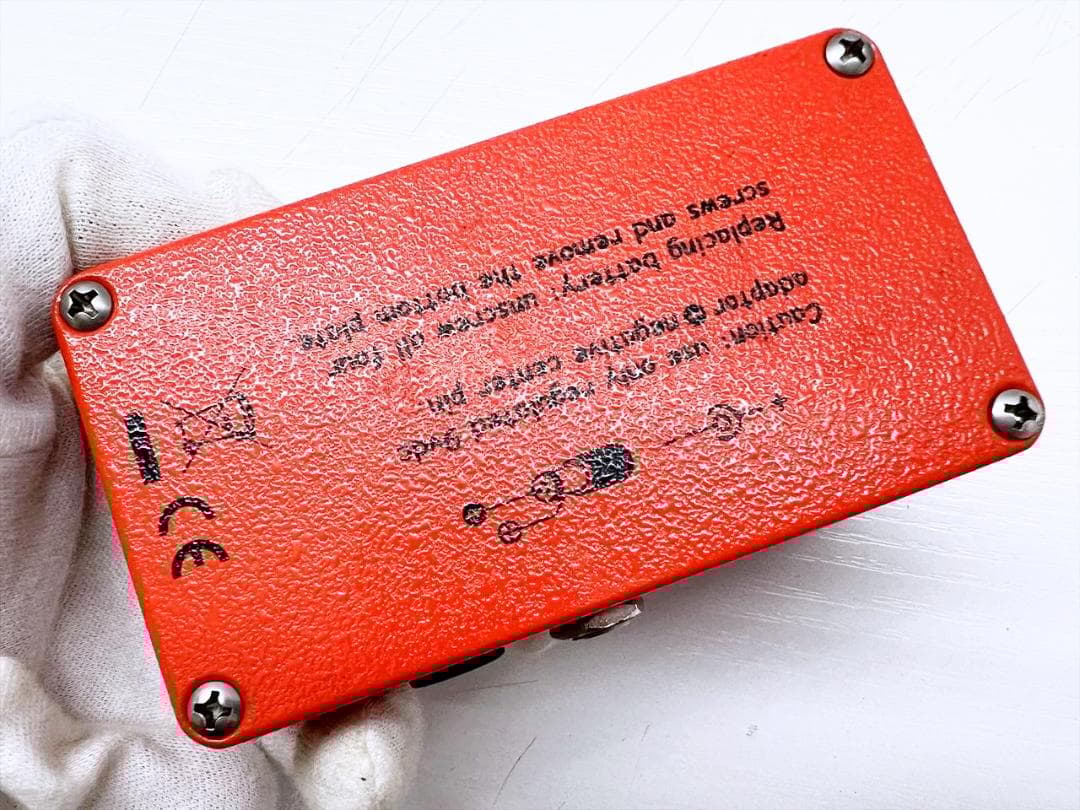 +
Caution : use only regulated 9vdc
adaptor negative center pin.
Replacing battery: unscrew all four
screws and remove the bottom plate.
CE